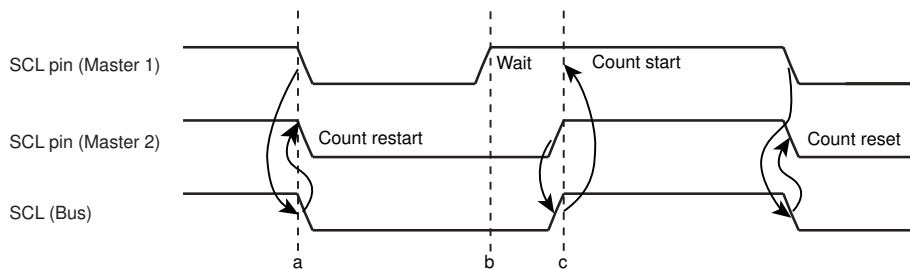 SCL pin (Master 1)
Wait
Count start
SCL pin (Master 2)
Count restart
Count reset
SCL (Bus)
a
b
c